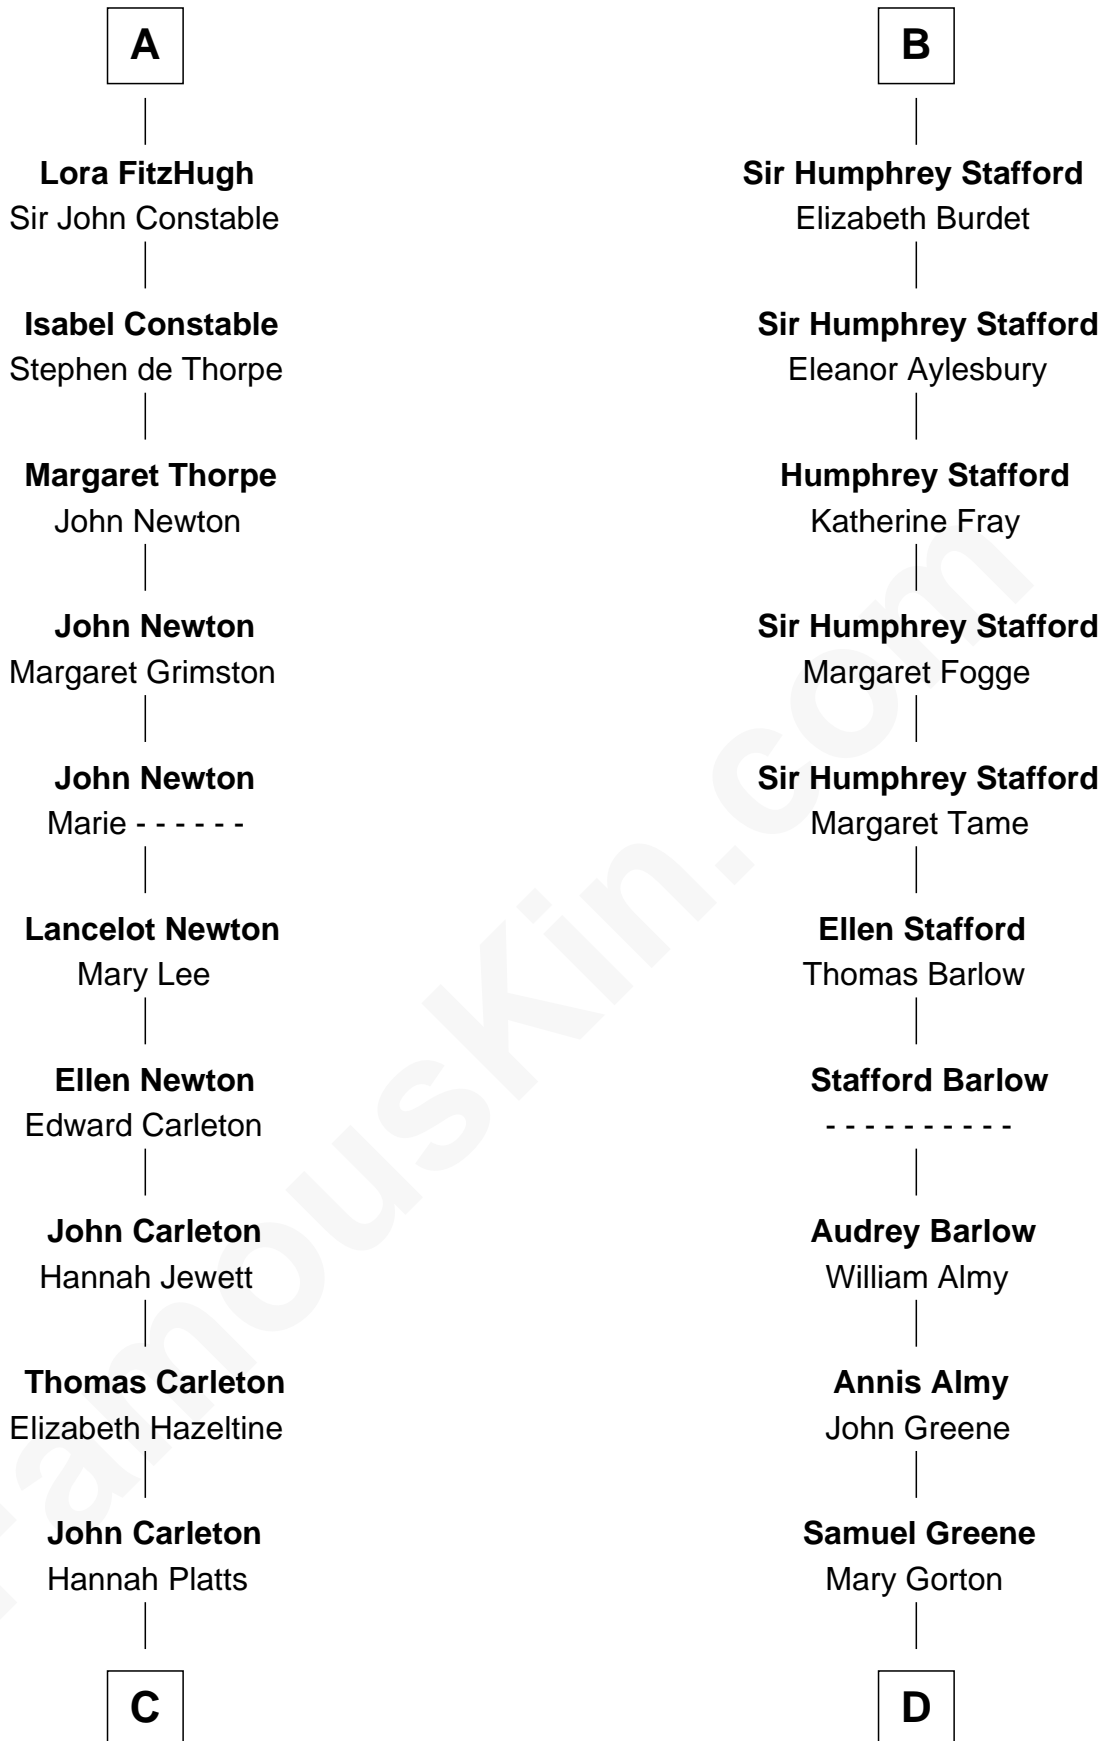 A
Lora FitzHugh
Sir John Constable
Isabel Constable
Stephen de Thorpe
Margaret Thorpe
John Newton
John Newton
Margaret Grimston
John Newton
Marie - - - - - -
Lancelot Newton
Mary Lee
Ellen Newton
Edward Carleton
John Carleton
Hannah Jewett
Thomas Carleton
Elizabeth Hazeltine
John Carleton
Hannah Platts
C
B
Sir Humphrey Stafford
Elizabeth Burdet
Sir Humphrey Stafford
Eleanor Aylesbury
Humphrey Stafford
Katherine Fray
Sir Humphrey Stafford
Margaret Fogge
Sir Humphrey Stafford
Margaret Tame
Ellen Stafford
Thomas Barlow
Stafford Barlow
- - - - - - - - - -
Audrey Barlow
William Almy
Annis Almy
John Greene
Samuel Greene
Mary Gorton
D
FamousKin.com